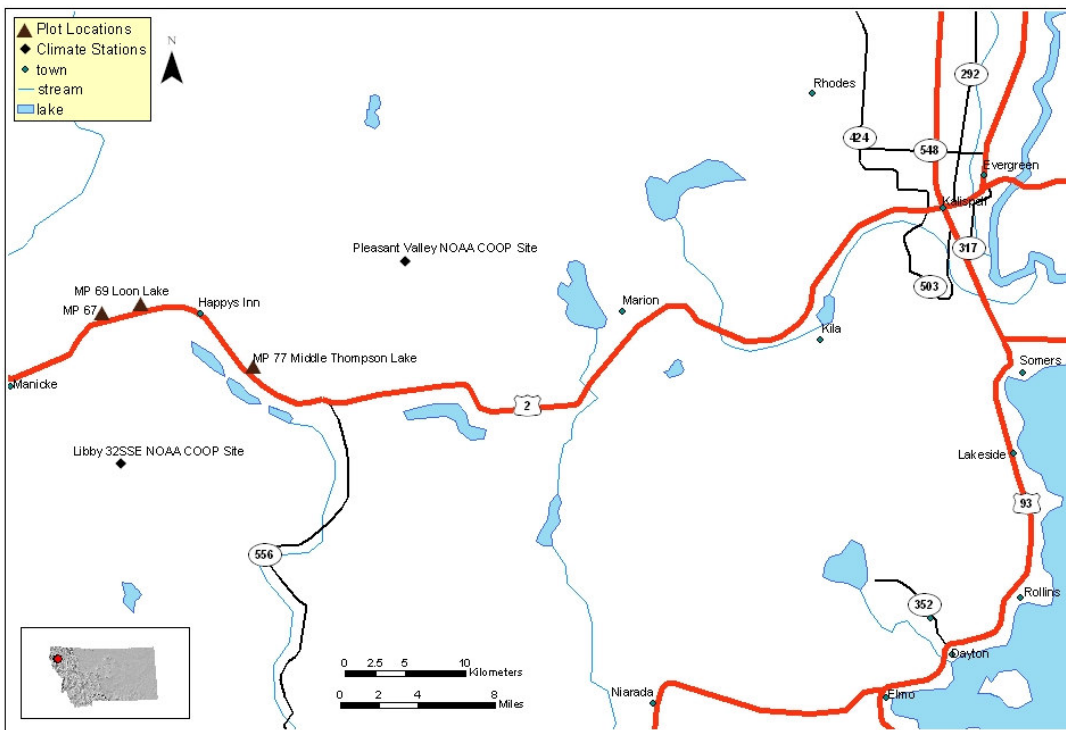 Plot Locations
Climate Stations
town
stream
lake
N
Rhodes
292
424
548
Evergreen
Kalispell
317
503
Pleasant Valley NOAA COOP Site
MP 69 Loon Lake
MP 67
Happys Inn
Marion
Kila
MP 77 Middle Thompson Lake
Somers
Manicke
2
Libby 32SSE NOAA COOP Site
Lakeside
93
556
352
Rollins
Dayton
0 2.5 5 10
Kilometers
0 2 4 8
Miles
Niarada
Elmo